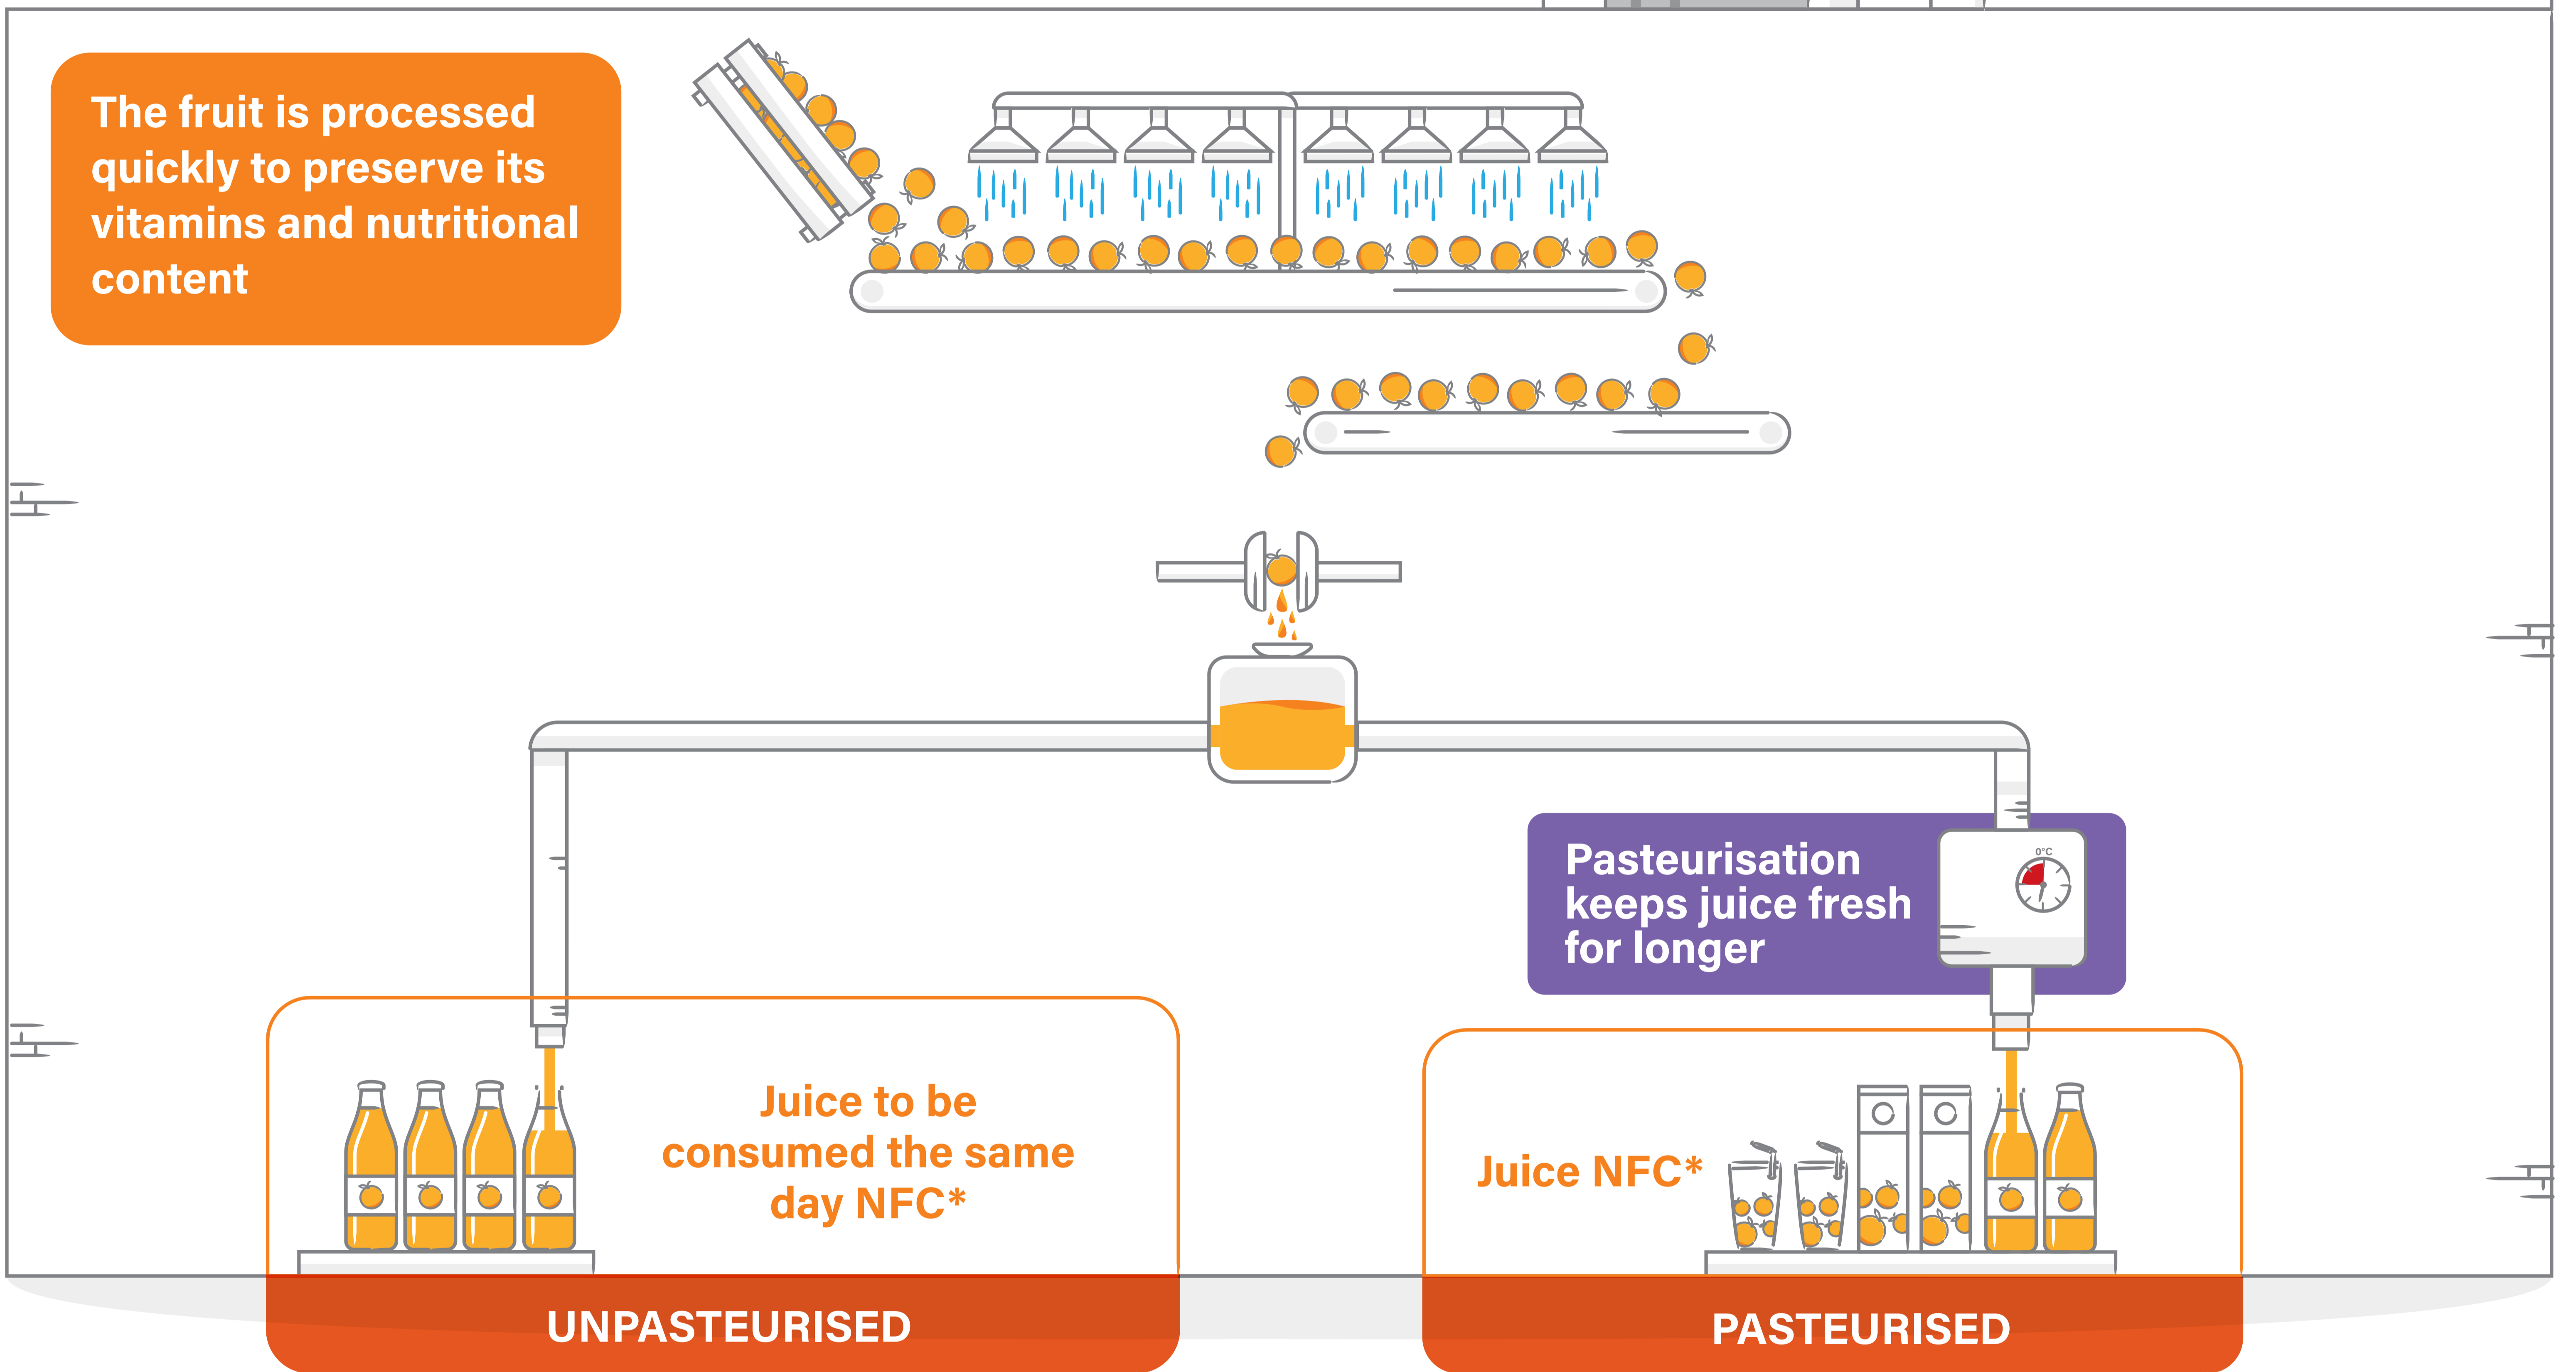 The fruit is processed
quickly to preserve its
vitamins and nutritional
content
Pasteurisation
keeps juice fresh
for longer
0°C
Juice to be
consumed the same
day NFC*
Juice NFC*
UNPASTEURISED
PASTEURISED